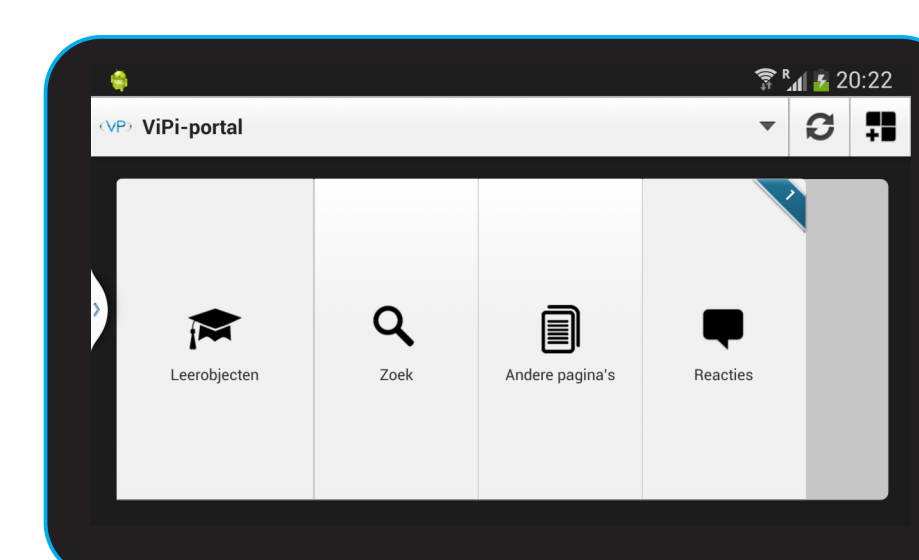 R 20:22
VP ViPi-portal
1
Leerobjecten
Zoek
Andere pagina's
Reacties